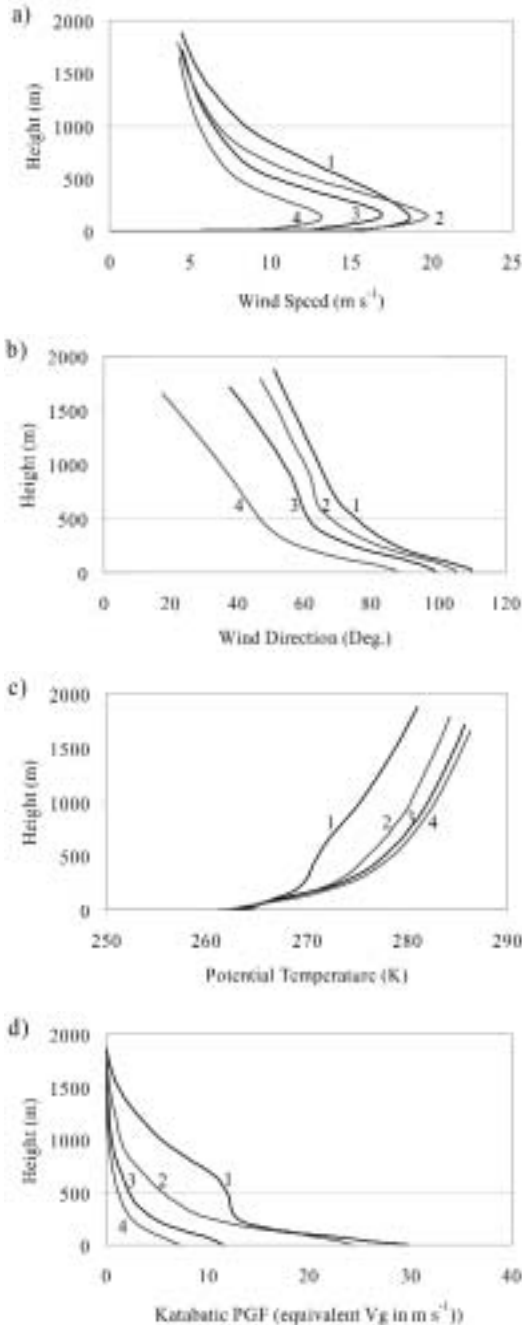 a)
2000
1500
1000
500
0
Height (m)
1
2
3
4
0 5 10 15 20 25
Wind Speed (m s-1)
b)
2000
1500
1000
500
0
Height (m)
4
3
2
1
0 20 40 60 80 100 120
Wind Direction (Deg.)
c)
2000
1500
1000
500
0
Height (m)
1
2
3
4
250 260 270 280 290
Potential Temperature (K)
d)
2000
1500
1000
500
0
Height (m)
1
2
3
4
0 10 20 30 40
Katabatic PGF (equivalent Vg in m s-1))